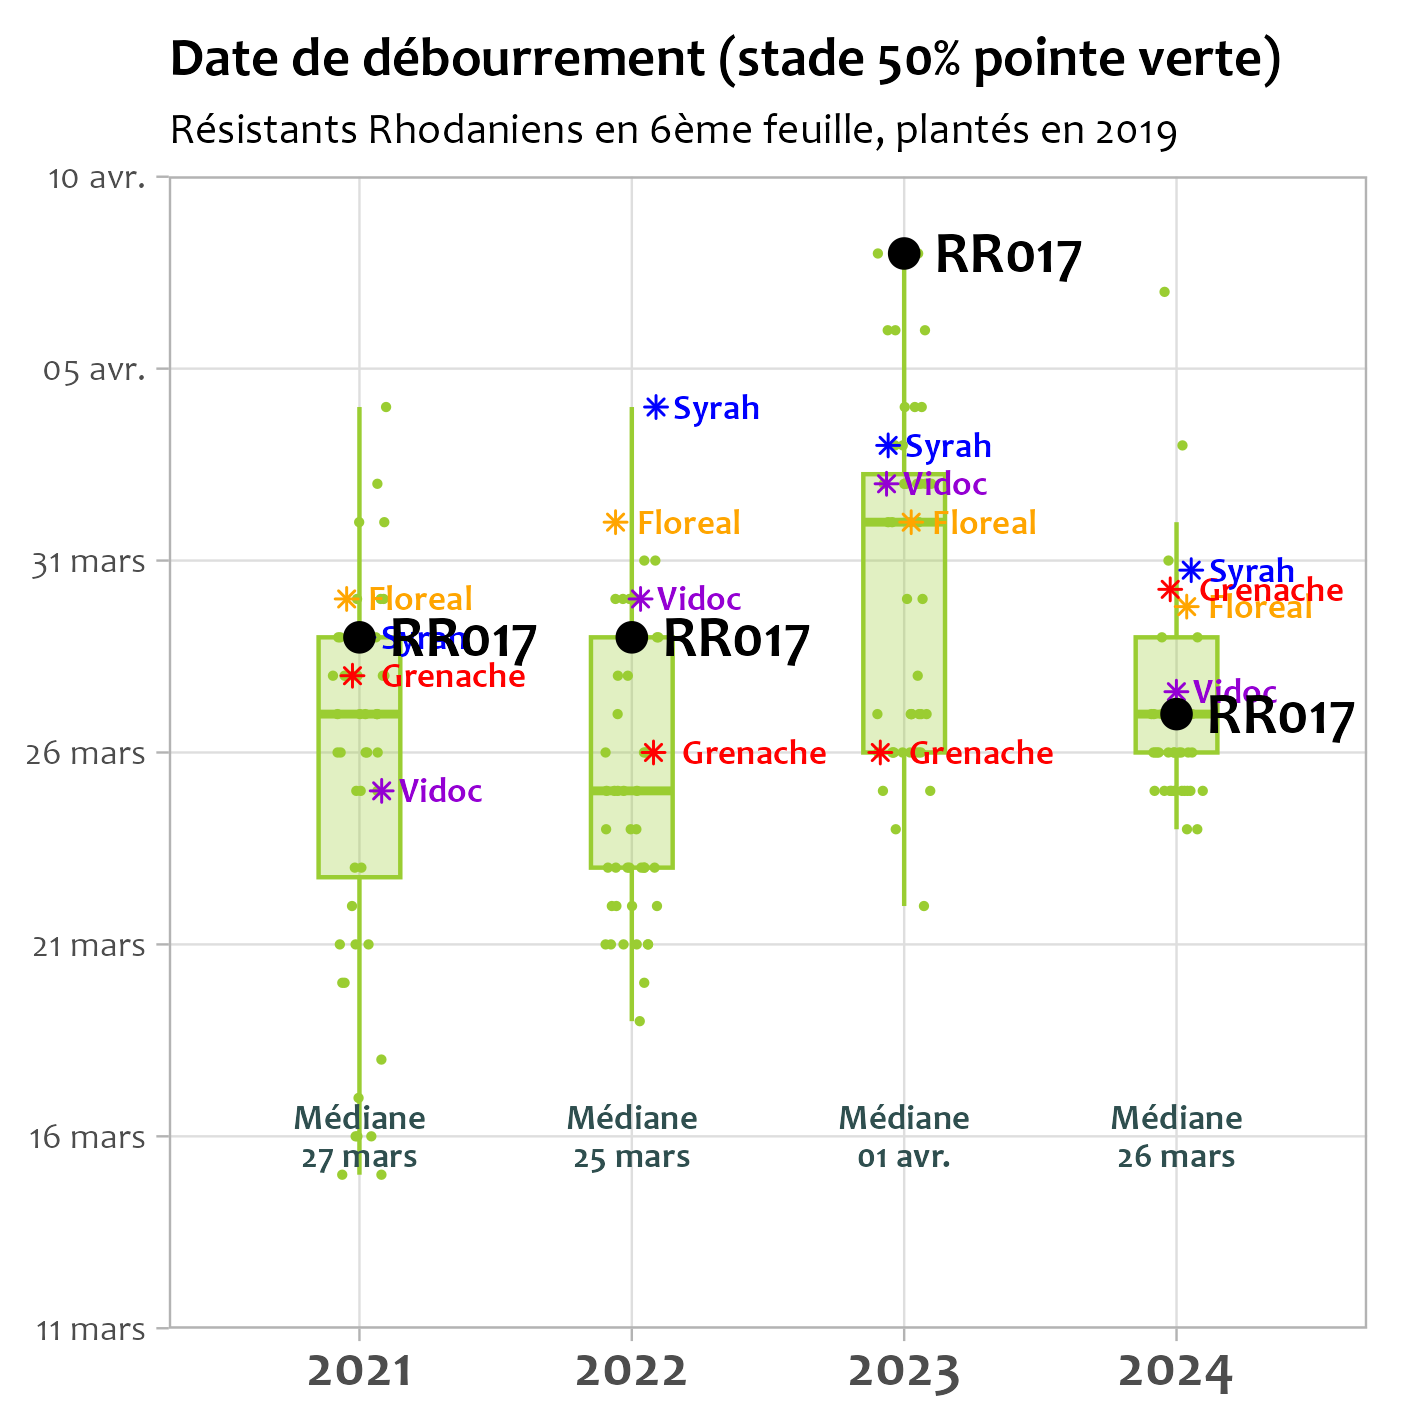 Date de débourrement (stade 50% pointe verte)
Résistants Rhodaniens en 6ème feuille, plantés en 2019
10 avr.
05 avr.
31 mars
26 mars
21 mars
16 mars
11 mars
Floreal
Syrah
RR017
Grenache
Vidoc
Médiane
27 mars
Syrah
Floreal
Vidoc
RR017
Grenache
Médiane
25 mars
RR017
Syrah
Vidoc
Floreal
Grenache
Médiane
01 avr.
Syrah
Grenache
Floreal
Vidoc
RR017
Médiane
26 mars
2021
2022
2023
2024